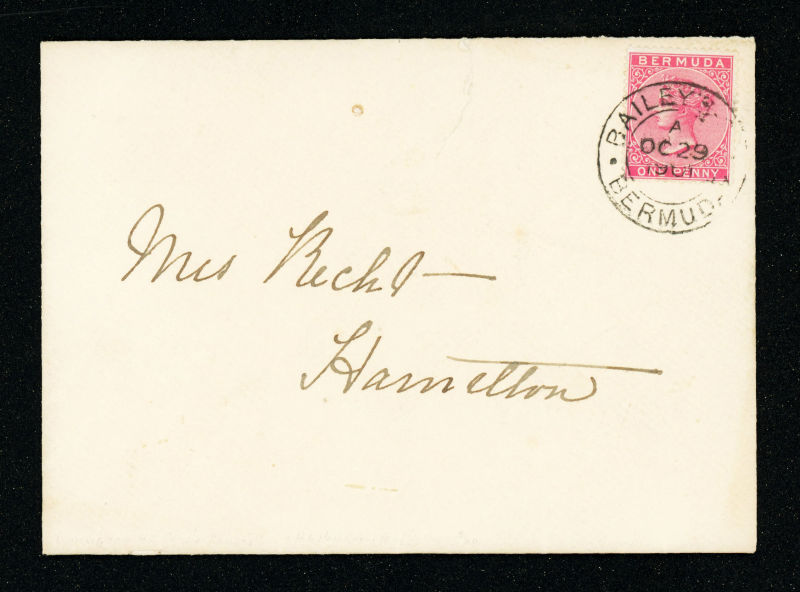 BERMUDA
BAILEY'S
A
OC 29
ONE PENNY
BERMUDA
Mrs Recht
Hamilton